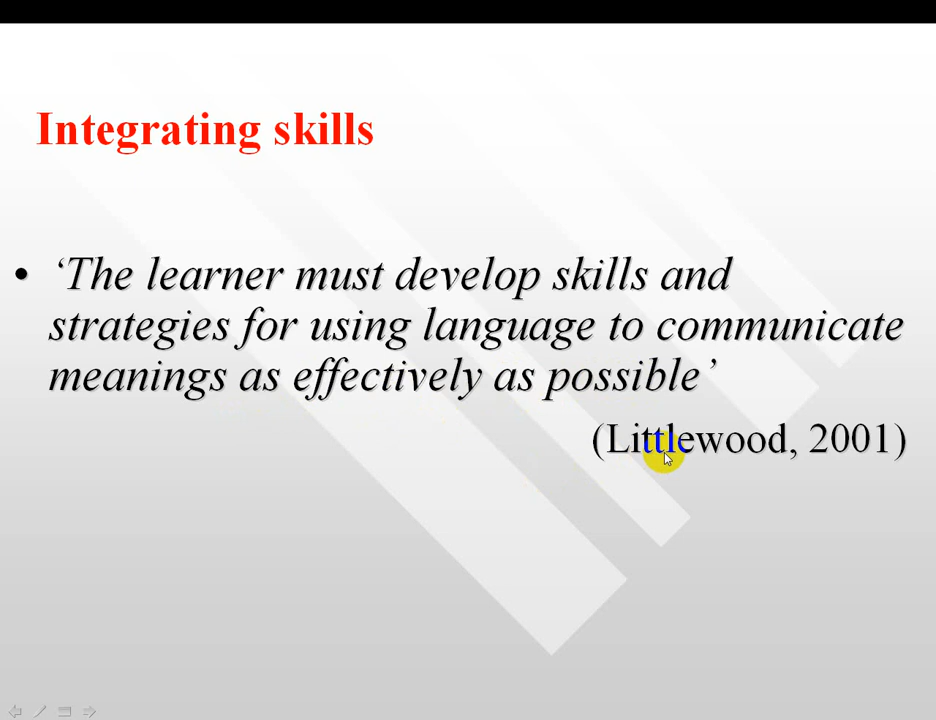 Integrating skills
• ‘The learner must develop skills and
strategies for using language to communicate
meanings as effectively as possible’
(Littlewood, 2001)